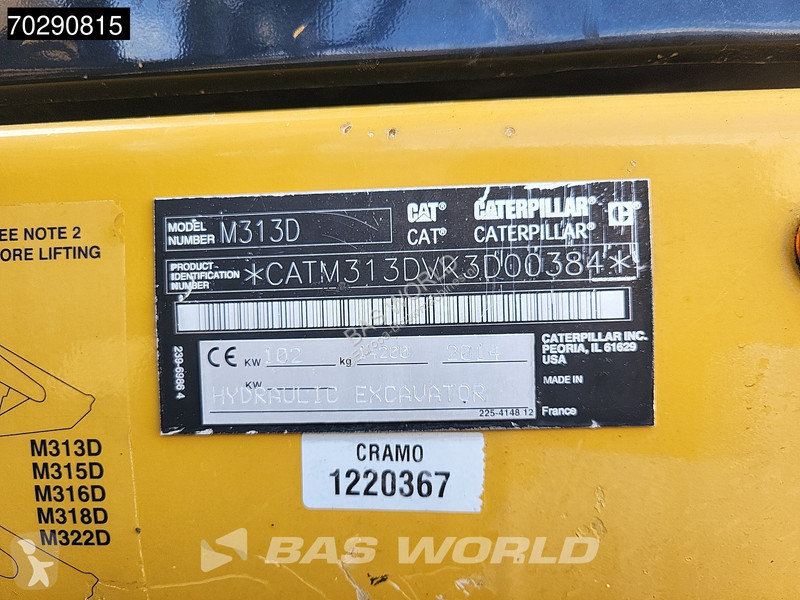 70290815
EE NOTE 2
ORE LIFTING
MODEL NUMBER M313D
CAT® CATERPILLAR®
CAT® CATERPILLAR®
PRODUCT IDENTIFICATION NUMBER
BAS WORLD
239-6986 4
CE KW kg 14200 2014
KW
HYDRAULIC EXCAVATOR
225-4148 12
CATERPILLAR INC.
PEORIA, IL 61629
USA
MADE IN
France
CRAMO
1220367
M313D
M315D
M316D
M318D
M322D
BAS WORLD